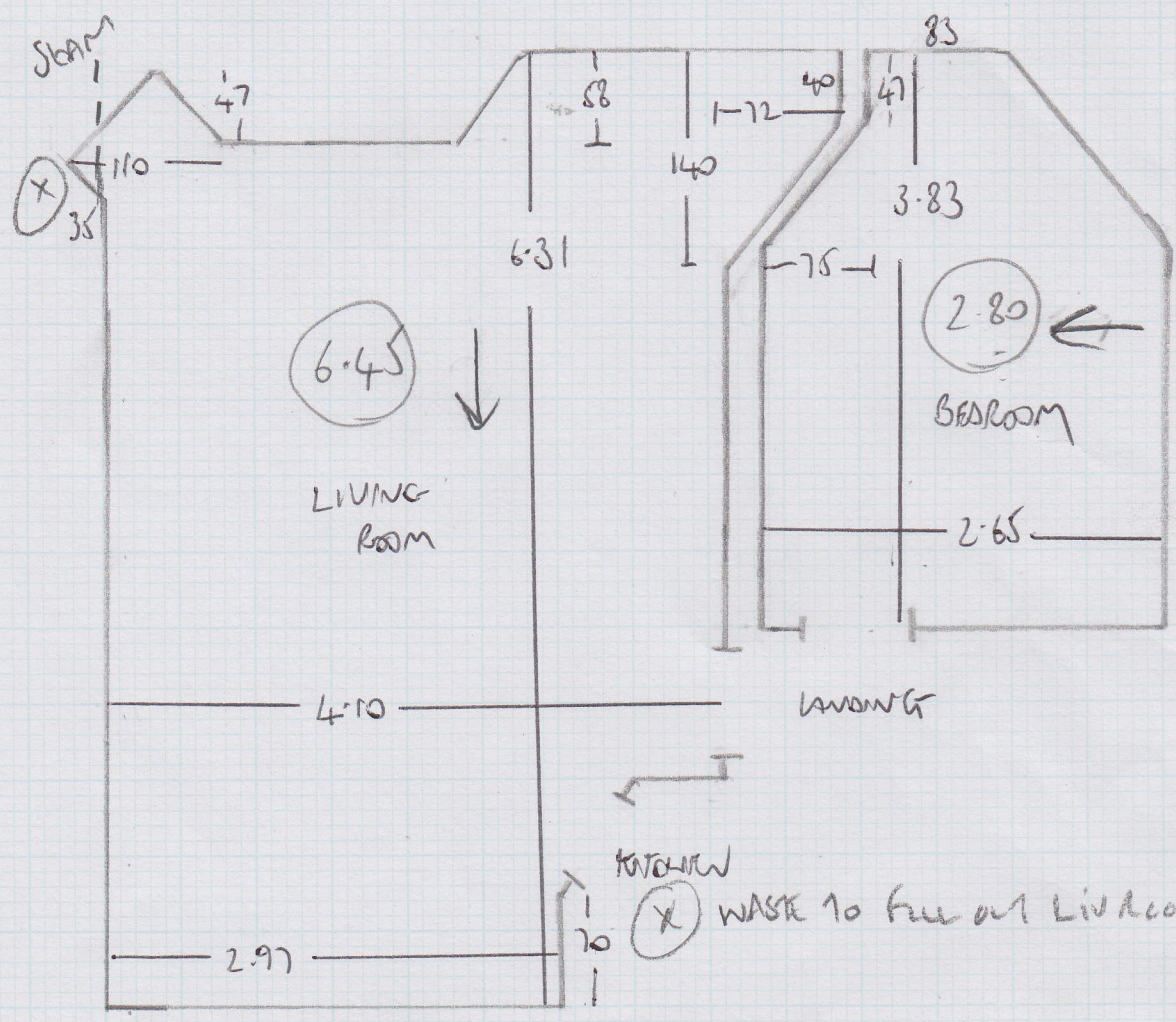 SEAM
83
47
58
40
47
1-72
110
140
X
35
3.83
6.31
75
2.80
6.45
BEDROOM
LIVING
ROOM
2.65
4.10
LANDING
KITCHEN
X WASTE TO FILL OUT
70
2.97